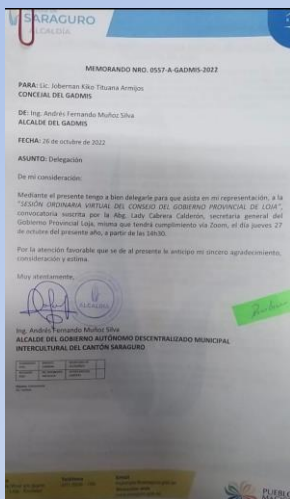 SARAGURO
ALCALDÍA
MEMORANDO NRO. 0557-A-GADMIS-2022
PARA: Lic. Jobernan Kiko Tituana Armijos
CONCEJAL DEL GADMIS
DE: Ing. Andrés Fernando Muñoz Silva
ALCALDE DEL GADMIS
FECHA: 26 de octubre de 2022
ASUNTO: Delegación
De mi consideración:
Mediante el presente tengo a bien delegarle para que asista en mi representación, a la
"SESIÓN ORDINARIA VIRTUAL DEL CONSEJO DEL GOBIERNO PROVINCIAL DE LOJA",
convocatoria suscrita por la Abg. Lady Cabrera Calderón, secretaria general del
Gobierno Provincial Loja, misma que tendrá cumplimiento vía Zoom, el día jueves 27
de octubre del presente año, a partir de las 14h30.
Por la atención favorable que se dé al presente le anticipo mi sincero agradecimiento,
consideración y estima.
Muy atentamente,
ALCALDÍA
Ing. Andrés Fernando Muñoz Silva
ALCALDE DEL GOBIERNO AUTÓNOMO DESCENTRALIZADO MUNICIPAL
INTERCULTURAL DEL CANTÓN SARAGURO
PUEBLO